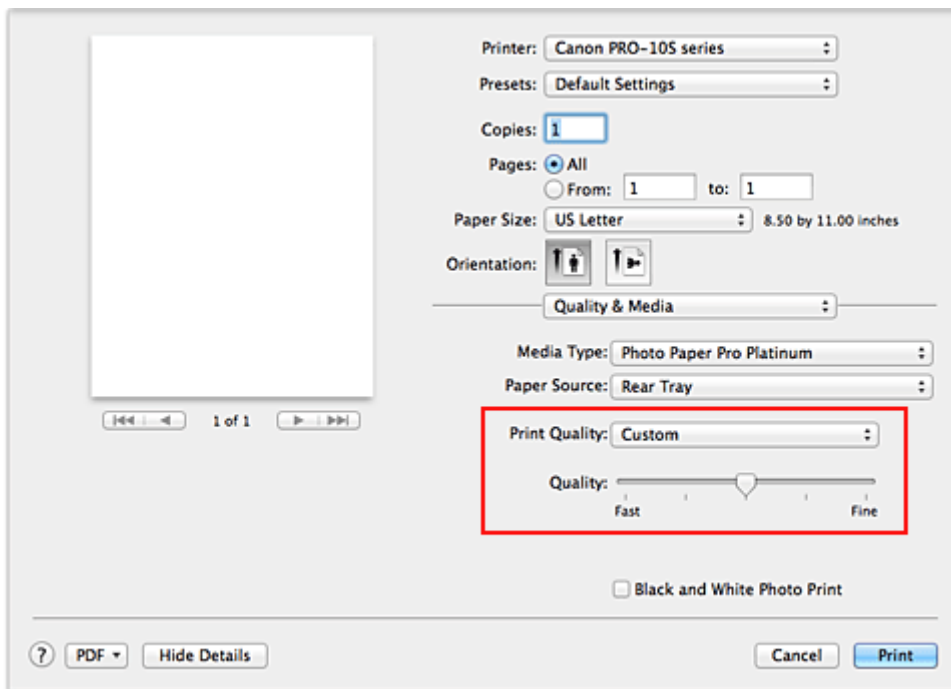 Printer: Canon PRO-10S series
Presets: Default Settings
Copies: 1
Pages: All
From: 1 to: 1
Paper Size: US Letter 8.50 by 11.00 inches
Orientation:
Quality & Media
Media Type: Photo Paper Pro Platinum
Paper Source: Rear Tray
1 of 1
Print Quality: Custom
Quality:
Fast Fine
Black and White Photo Print
? PDF Hide Details Cancel Print